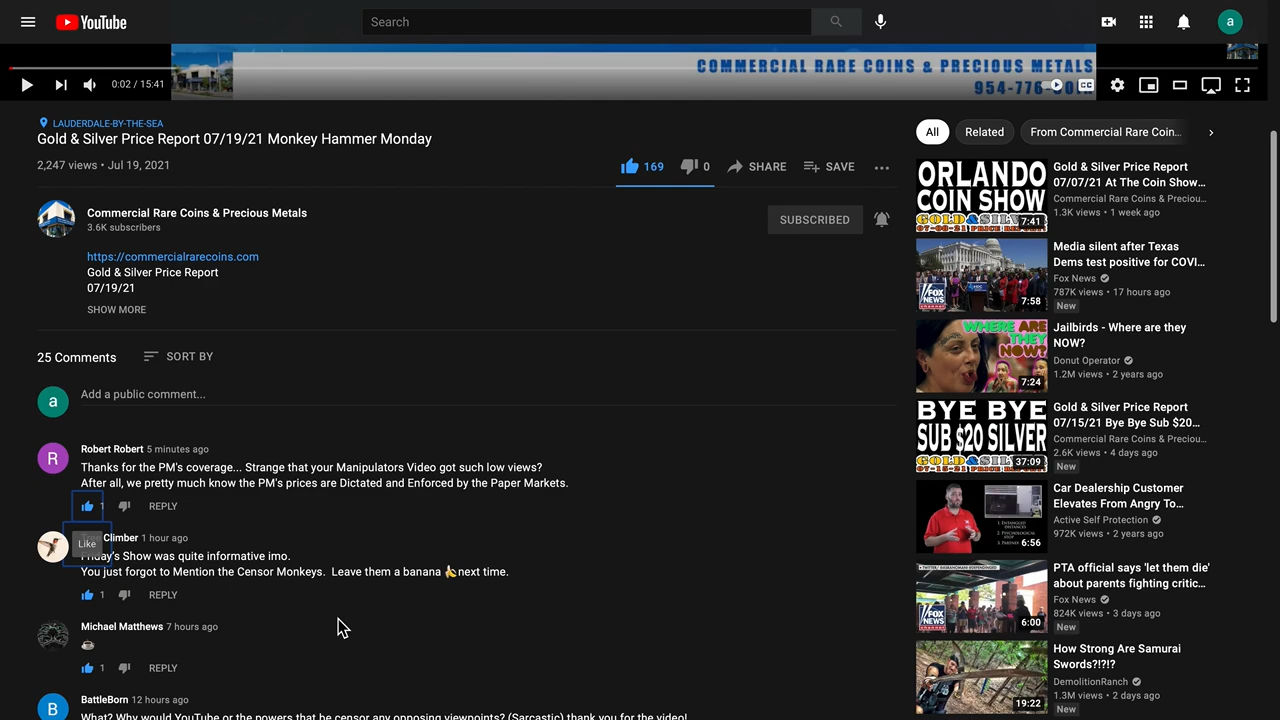 YouTube
Search
a
COMMERCIAL RARE COINS & PRECIOUS METALS
0:02 / 15:41
LAUDERDALE-BY-THE-SEA
Gold & Silver Price Report 07/19/21 Monkey Hammer Monday
2,247 views • Jul 19, 2021
169
0
SHARE
SAVE
Commercial Rare Coins & Precious Metals
3.6K subscribers
SUBSCRIBED
https://commercialrarecoins.com
Gold & Silver Price Report
07/19/21
SHOW MORE
25 Comments
SORT BY
a
Add a public comment...
R
Robert Robert 5 minutes ago
Thanks for the PM's coverage... Strange that your Manipulators Video got such low views?
After all, we pretty much know the PM's prices are Dictated and Enforced by the Paper Markets.
1
REPLY
Climber 1 hour ago
Like
Show was quite informative imo.
You just forgot to Mention the Censor Monkeys. Leave them a banana 🍌next time.
1
REPLY
Michael Matthews 7 hours ago
☕
1
REPLY
B
BattleBorn 12 hours ago
What? Why would YouTube or the powers that be censor any opposing viewpoints? (Sarcastic) thank you for the video!
All
Related
From Commercial Rare Coin...
ORLANDO
COIN SHOW
GOLD&SILV
7:41
Gold & Silver Price Report
07/07/21 At The Coin Show...
Commercial Rare Coins & Preciou...
1.3K views • 1 week ago
FOX
NEWS
7:58
Media silent after Texas
Dems test positive for COVI...
Fox News
787K views • 17 hours ago
New
WHERE ARE
THEY
NOW?
7:24
Jailbirds - Where are they
NOW?
Donut Operator
1.2M views • 2 years ago
BYE BYE
SUB $20 SILVER
37:09
Gold & Silver Price Report
07/15/21 Bye Bye Sub $20...
Commercial Rare Coins & Preciou...
2.6K views • 4 days ago
New
6:56
Car Dealership Customer
Elevates From Angry To...
Active Self Protection
972K views • 2 years ago
FOX
NEWS
6:00
PTA official says 'let them die'
about parents fighting critic...
Fox News
824K views • 3 days ago
New
19:22
How Strong Are Samurai
Swords?!?!?
DemolitionRanch
1.3M views • 2 days ago
New